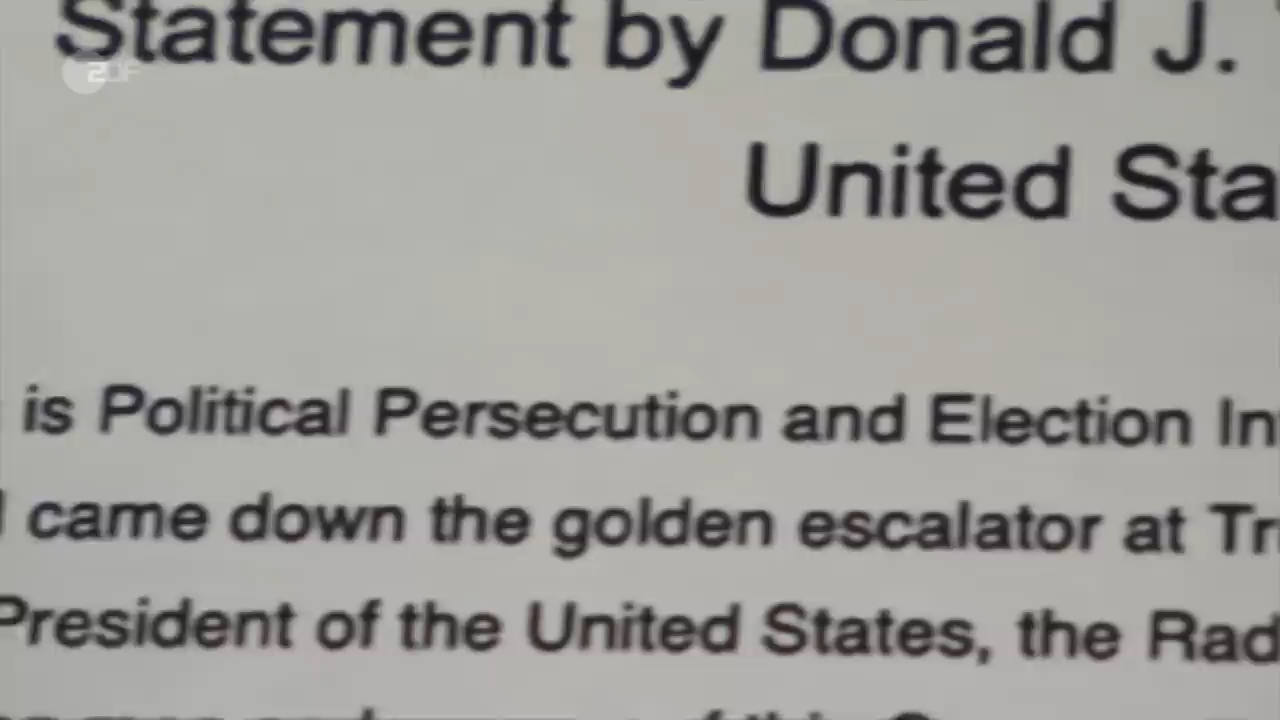 Statement by Donald J.
ZDF
United Sta
is Political Persecution and Election In
I came down the golden escalator at Tr
President of the United States, the Rad